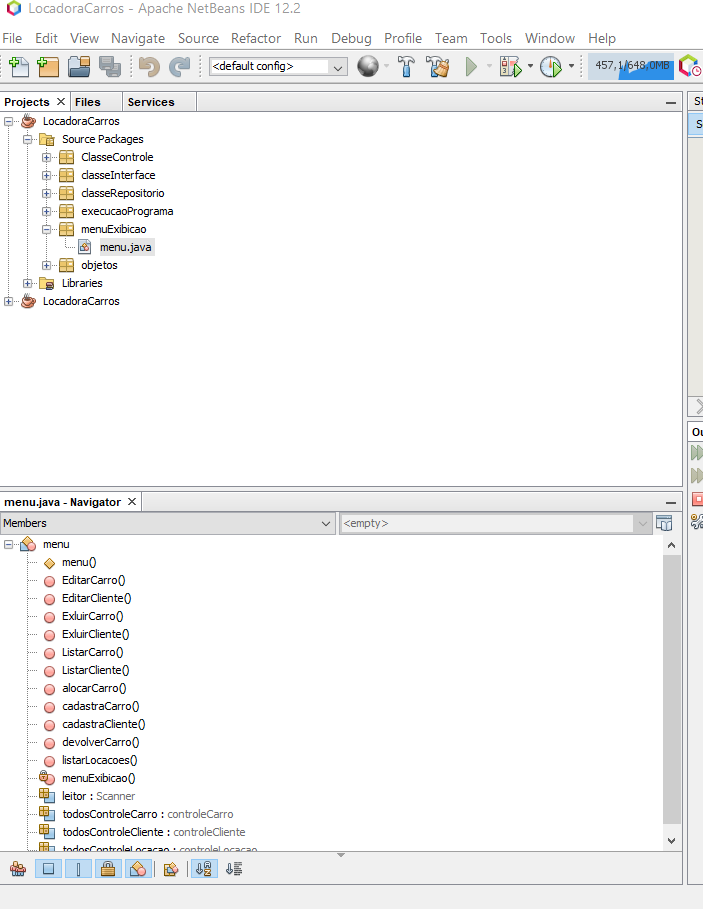 LocadoraCarros - Apache NetBeans IDE 12.2
File Edit View Navigate Source Refactor Run Debug Profile Team Tools Window Help
<default config> 457,1/648,0MB
Projects Files Services
LocadoraCarros
Source Packages
ClasseControle
classeInterface
classeRepositorio
execucaoPrograma
menuExibicao
menu.java
objetos
Libraries
LocadoraCarros
menu.java - Navigator
Members <empty>
menu
menu()
EditarCarro()
EditarCliente()
ExluirCarro()
ExluirCliente()
ListarCarro()
ListarCliente()
alocarCarro()
cadastraCarro()
cadastraCliente()
devolverCarro()
listarLocacoes()
menuExibicao()
leitor : Scanner
todosControleCarro : controleCarro
todosControleCliente : controleCliente
todosControleLocacao : controleLocacao